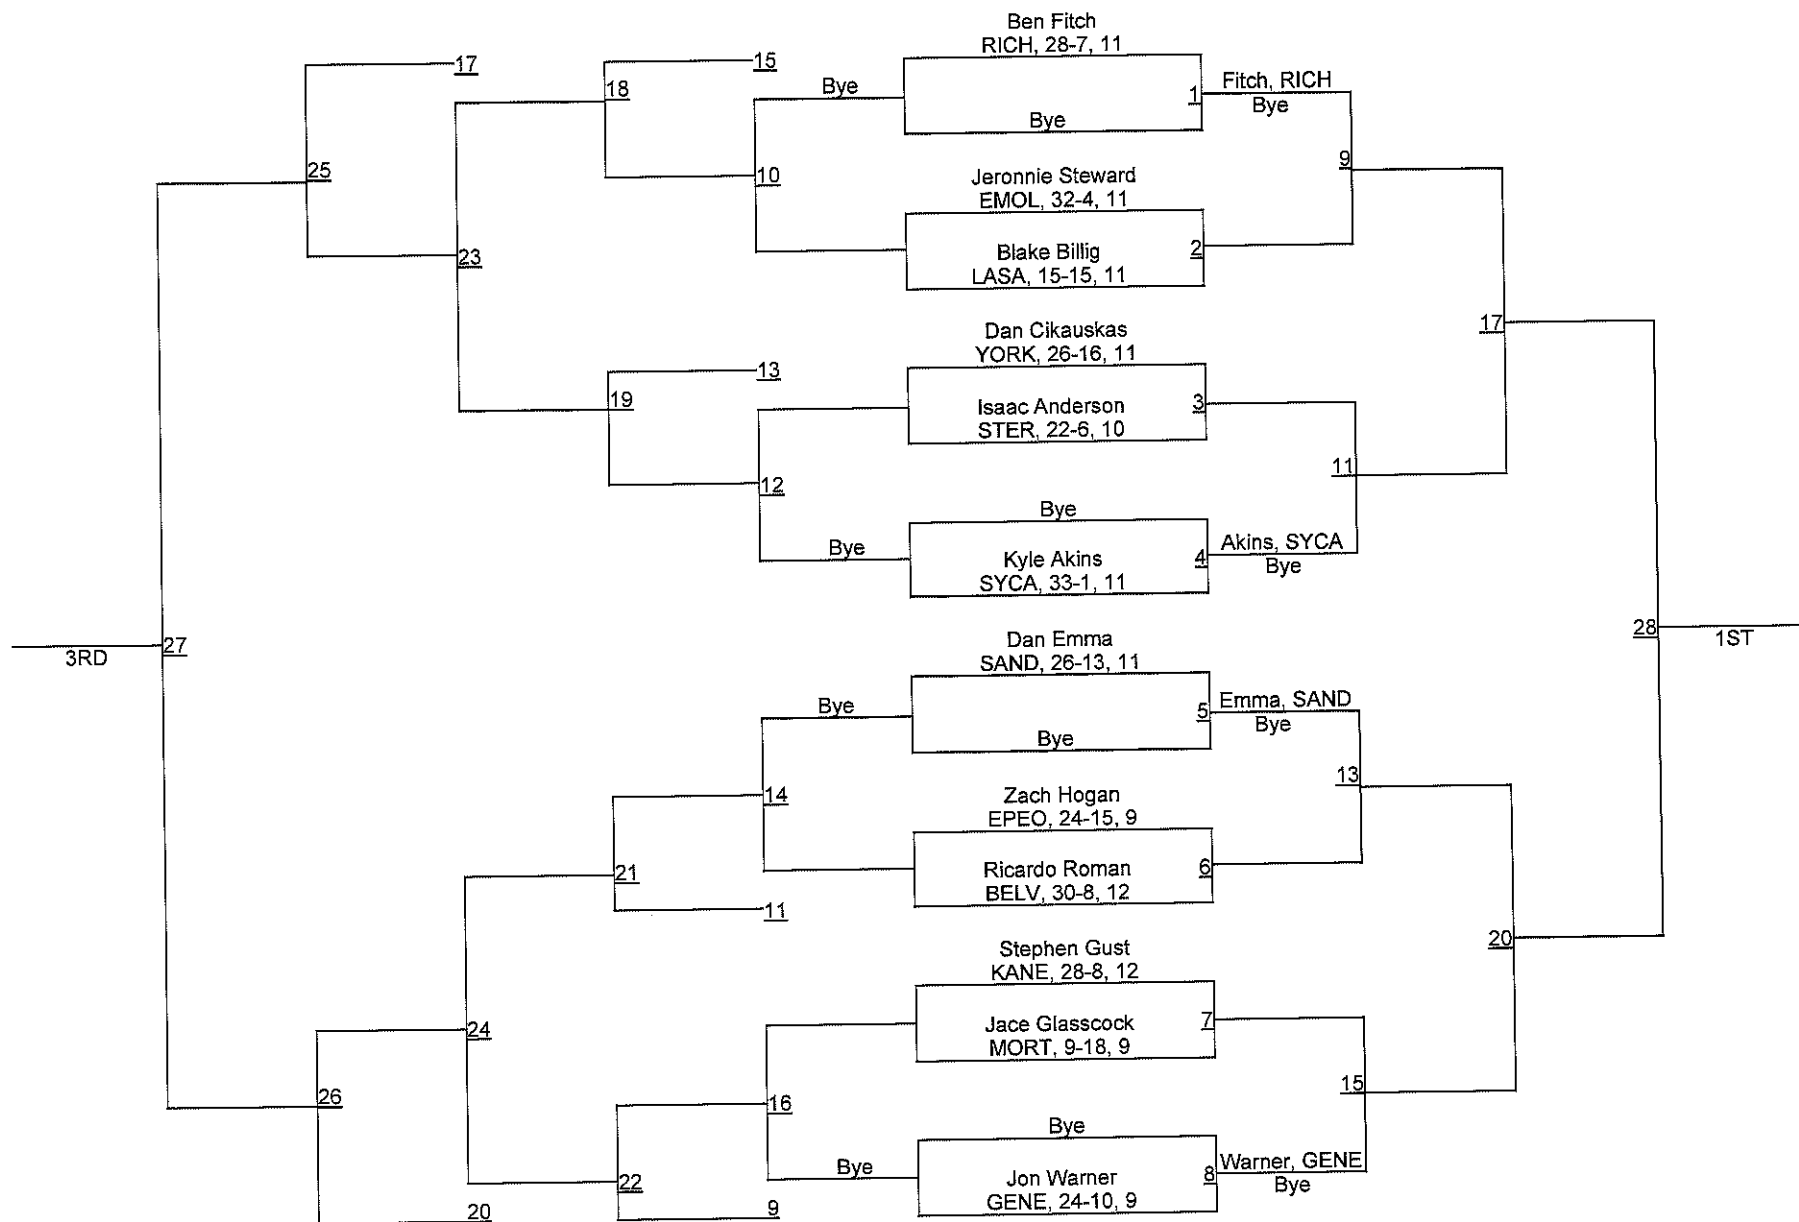 Ben Fitch
RICH, 28-7, 11
17
15
18
Bye
1
Fitch, RICH
Bye
Bye
9
25
10
Jeronnie Steward
EMOL, 32-4, 11
23
Blake Billig
2
LASA, 15-15, 11
17
Dan Cikauskas
YORK, 26-16, 11
13
19
Isaac Anderson
3
STER, 22-6, 10
11
12
Bye
Bye
Kyle Akins
4
Akins, SYCA
Bye
SYCA, 33-1, 11
27
3RD
28
1ST
Dan Emma
SAND, 26-13, 11
Bye
5
Emma, SAND
Bye
Bye
13
14
Zach Hogan
EPEO, 24-15, 9
21
Ricardo Roman
6
BELV, 30-8, 12
11
20
Stephen Gust
KANE, 28-8, 12
24
Jace Glasscock
7
MORT, 9-18, 9
26
16
15
Bye
Bye
22
Jon Warner
8
Warner, GENE
Bye
GENE, 24-10, 9
20
9